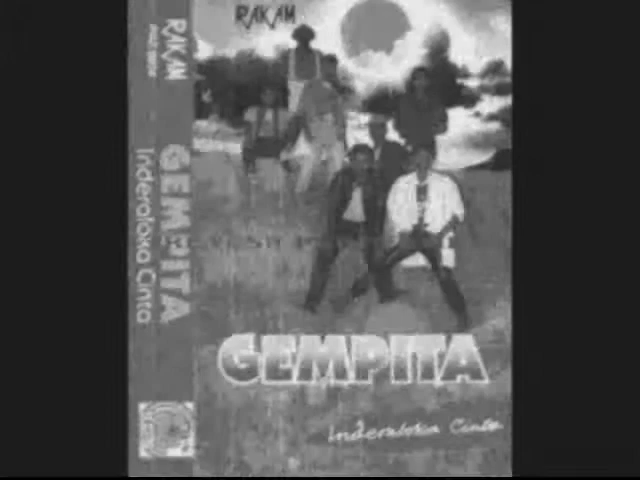 RAKAM
GEMPITA
Inderaloka Cinta
RAKAM
GEMPITA
Inderaloka Cinta